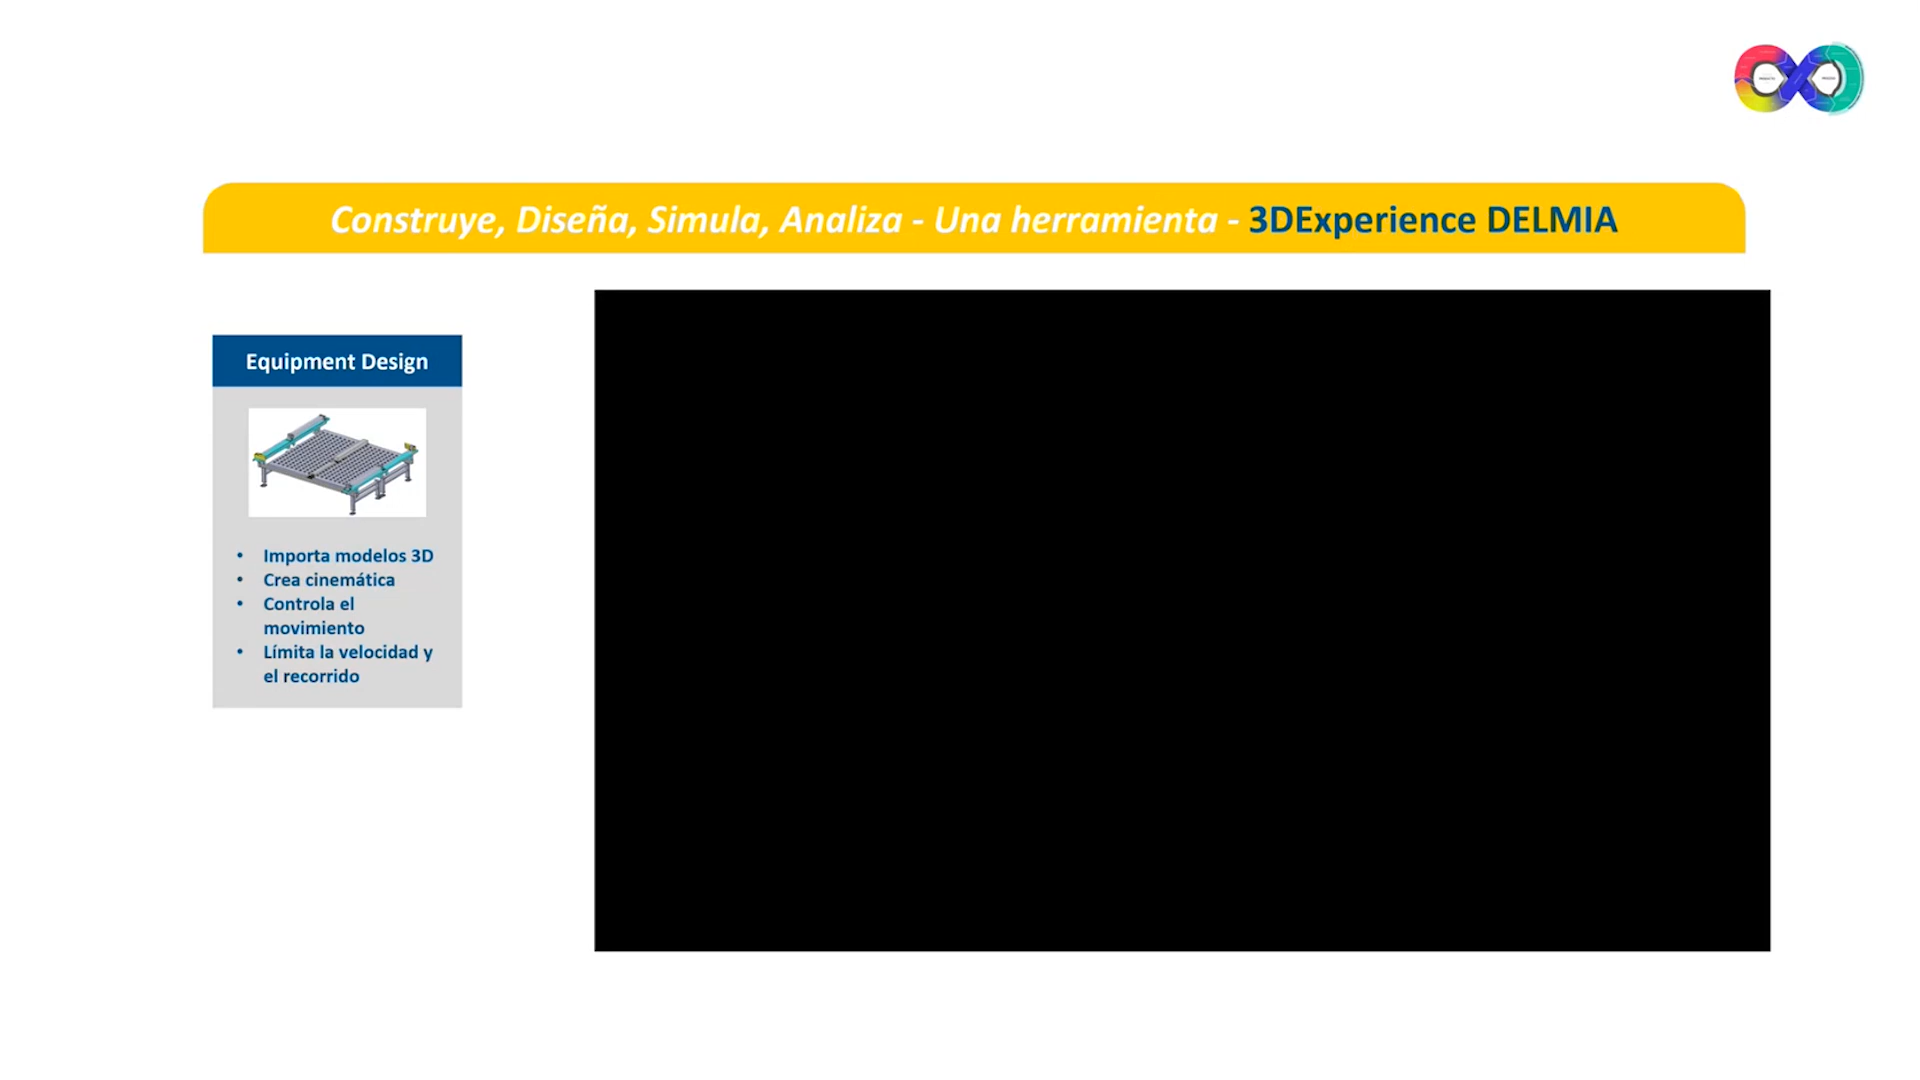 Construye, Diseña, Simula, Analiza - Una herramienta - 3DExperience DELMIA
Equipment Design
• Importa modelos 3D
• Crea cinemática
• Controla el
movimiento
• Límita la velocidad y
el recorrido